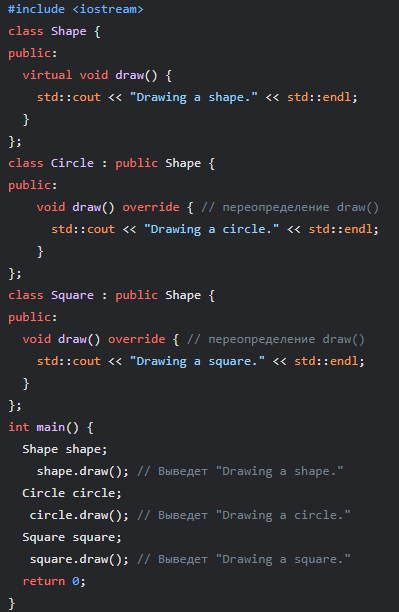 #include <iostream>
class Shape {
public:
  virtual void draw() {
    std::cout << "Drawing a shape." << std::endl;
  }
};
class Circle : public Shape {
public:
    void draw() override { // переопределение draw()
      std::cout << "Drawing a circle." << std::endl;
    }
};
class Square : public Shape {
public:
  void draw() override { // переопределение draw()
    std::cout << "Drawing a square." << std::endl;
  }
};
int main() {
  Shape shape;
    shape.draw(); // Выведет "Drawing a shape."
  Circle circle;
   circle.draw(); // Выведет "Drawing a circle."
  Square square;
   square.draw(); // Выведет "Drawing a square."
  return 0;
}